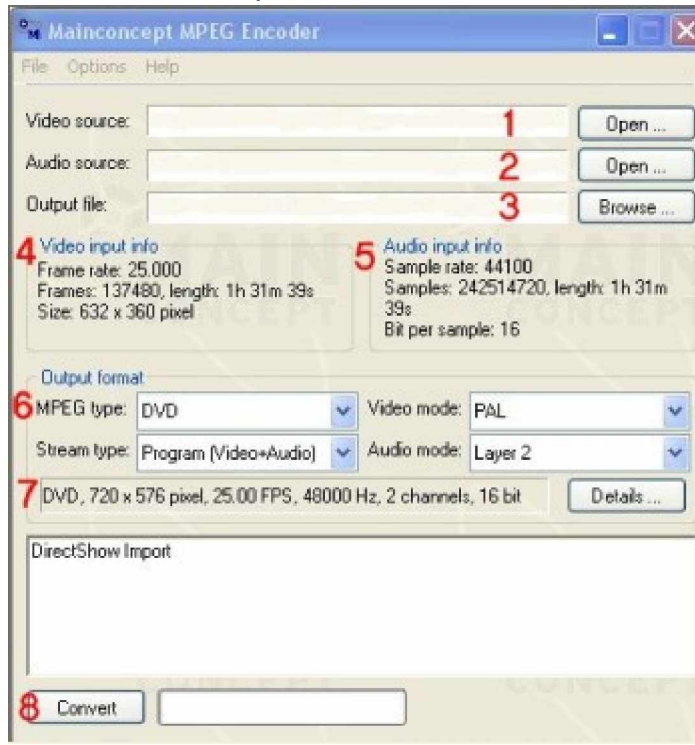 Mainconcept MPEG Encoder
File Options Help
Video source: 1 Open ...
Audio source: 2 Open ...
Output file: 3 Browse ...
4 Video input info
Frame rate: 25.000
Frames: 137480, length: 1h 31m 39s
Size: 632 x 360 pixel
5 Audio input info
Sample rate: 44100
Samples: 242514720, length: 1h 31m
39s
Bit per sample: 16
Output format
6 MPEG type: DVD Video mode: PAL
Stream type: Program (Video+Audio) Audio mode: Layer 2
7 DVD, 720 x 576 pixel, 25.00 FPS, 48000 Hz, 2 channels, 16 bit Details ...
DirectShow Import
8 Convert